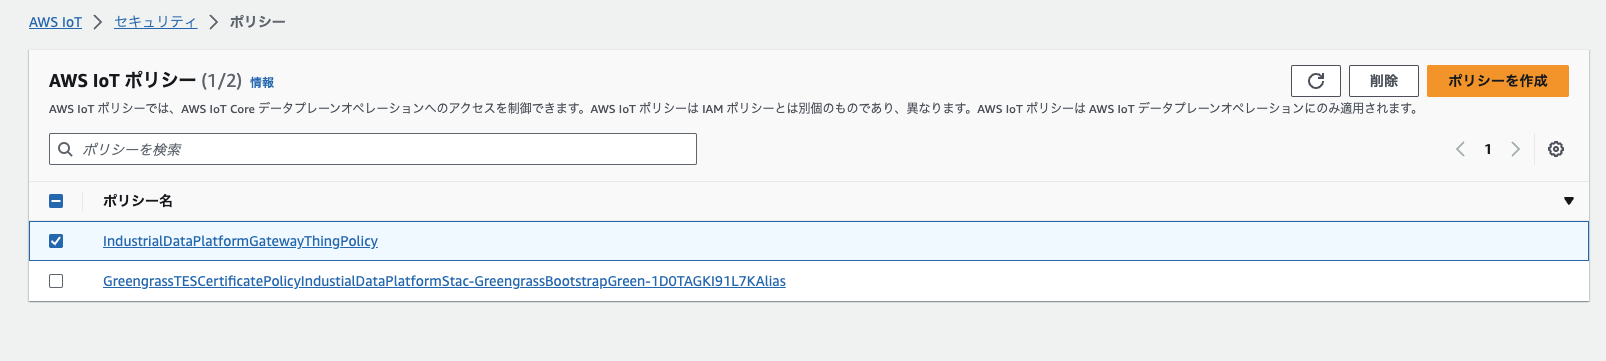 AWS IoT > セキュリティ > ポリシー
AWS IoT ポリシー (1/2) 情報
削除
ポリシーを作成
AWS IoT ポリシーでは、AWS IoT Core データプレーンオペレーションへのアクセスを制御できます。AWS IoT ポリシーは IAM ポリシーとは別個のものであり、異なります。AWS IoT ポリシーは AWS IoT データプレーンオペレーションにのみ適用されます。
ポリシーを検索
1
ポリシー名
IndustrialDataPlatformGatewayThingPolicy
GreengrassTESCertificatePolicyIndustialDataPlatformStac-GreengrassBootstrapGreen-1D0TAGKI91L7KAlias